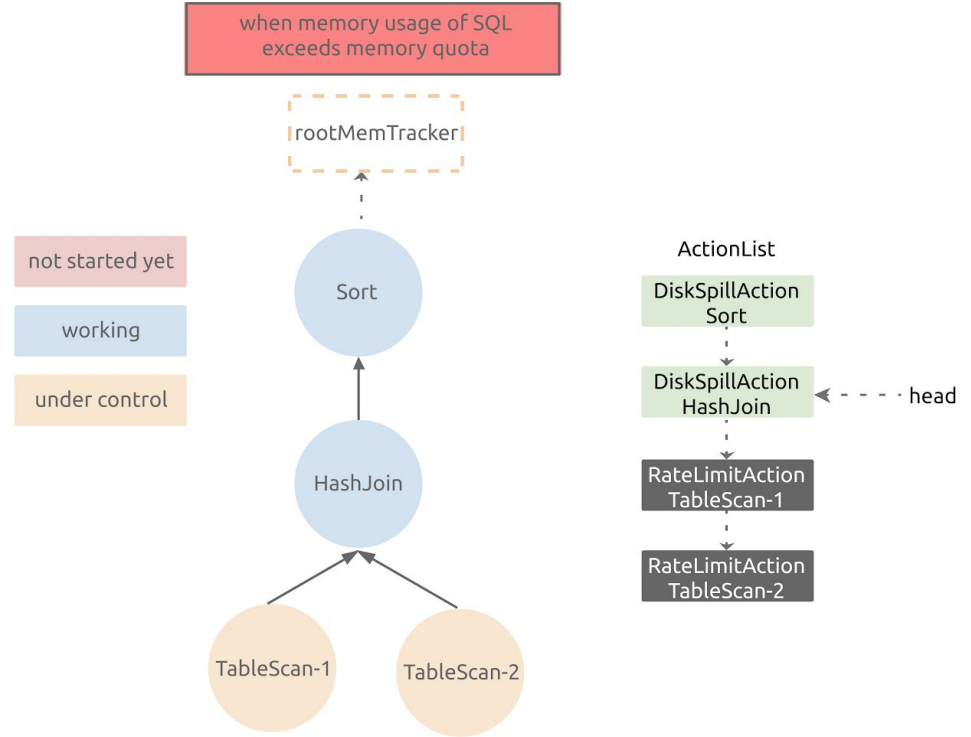 when memory usage of SQL
exceeds memory quota
rootMemTracker
not started yet
working
under control
Sort
HashJoin
TableScan-1
TableScan-2
ActionList
DiskSpillAction
Sort
DiskSpillAction
HashJoin
head
RateLimitAction
TableScan-1
RateLimitAction
TableScan-2